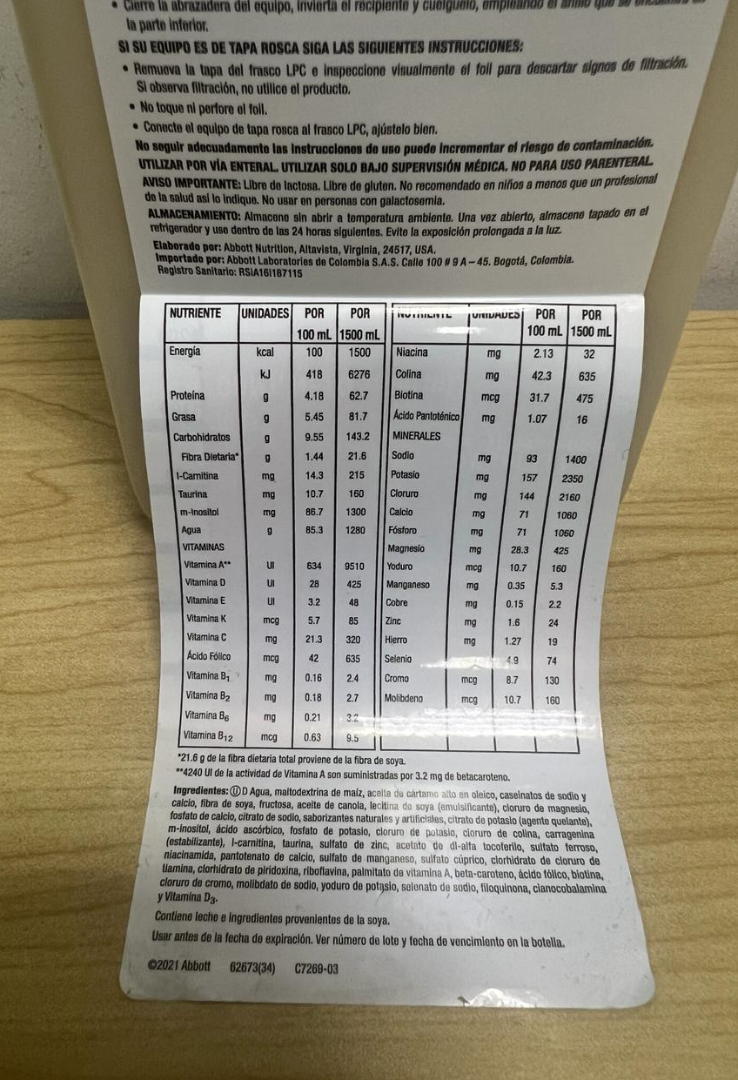 • Cierre la abrazadera del equipo, invierta el recipiente y cuélguelo, empleando el anillo que se encuentra en
la parte inferior.
SI SU EQUIPO ES DE TAPA ROSCA SIGA LAS SIGUIENTES INSTRUCCIONES:
• Remueva la tapa del frasco LPC e inspeccione visualmente el foil para descartar signos de filtración.
Si observa filtración, no utilice el producto.
• No toque ni perfore el foil.
• Conecte el equipo de tapa rosca al frasco LPC, ajústelo bien.
No seguir adecuadamente las instrucciones de uso puede incrementar el riesgo de contaminación.
UTILIZAR POR VÍA ENTERAL. UTILIZAR SOLO BAJO SUPERVISIÓN MÉDICA. NO PARA USO PARENTERAL.
AVISO IMPORTANTE: Libre de lactosa. Libre de gluten. No recomendado en niños a menos que un profesional
de la salud así lo indique. No usar en personas con galactosemia.
ALMACENAMIENTO: Almacene sin abrir a temperatura ambiente. Una vez abierto, almacene tapado en el
refrigerador y use dentro de las 24 horas siguientes. Evite la exposición prolongada a la luz.
Elaborado por: Abbott Nutrition, Altavista, Virginia, 24517, USA.
Importado por: Abbott Laboratories de Colombia S.A.S. Calle 100 # 9 A – 45. Bogotá, Colombia.
Registro Sanitario: RSiA16I187115
NUTRIENTE UNIDADES POR 100 mL POR 1500 mL
Energía kcal 100 1500
kJ 418 6276
Proteína g 4.18 62.7
Grasa g 5.45 81.7
Carbohidratos g 9.55 143.2
Fibra Dietaria* g 1.44 21.6
l-Carnitina mg 14.3 215
Taurina mg 10.7 160
m-Inositol mg 86.7 1300
Agua g 85.3 1280
VITAMINAS
Vitamina A** UI 634 9510
Vitamina D UI 28 425
Vitamina E UI 3.2 48
Vitamina K mcg 5.7 85
Vitamina C mg 21.3 320
Ácido Fólico mcg 42 635
Vitamina B1 mg 0.16 2.4
Vitamina B2 mg 0.18 2.7
Vitamina B6 mg 0.21 3.2
Vitamina B12 mcg 0.63 9.5
NUTRIENTE UNIDADES POR 100 mL POR 1500 mL
Niacina mg 2.13 32
Colina mg 42.3 635
Biotina mcg 31.7 475
Ácido Pantoténico mg 1.07 16
MINERALES
Sodio mg 93 1400
Potasio mg 157 2350
Cloruro mg 144 2160
Calcio mg 71 1060
Fósforo mg 71 1060
Magnesio mg 28.3 425
Yoduro mcg 10.7 160
Manganeso mg 0.35 5.3
Cobre mg 0.15 2.2
Zinc mg 1.6 24
Hierro mg 1.27 19
Selenio 4.9 74
Cromo mcg 8.7 130
Molibdeno mcg 10.7 160
*21.6 g de la fibra dietaria total proviene de la fibra de soya.
**4240 UI de la actividad de Vitamina A son suministradas por 3.2 mg de betacaroteno.
Ingredientes: Ⓤ D Agua, maltodextrina de maíz, aceite de cártamo alto en oleico, caseinatos de sodio y
calcio, fibra de soya, fructosa, aceite de canola, lecitina de soya (emulsificante), cloruro de magnesio,
fosfato de calcio, citrato de sodio, saborizantes naturales y artificiales, citrato de potasio (agente quelante),
m-inositol, ácido ascórbico, fosfato de potasio, cloruro de potasio, cloruro de colina, carragenina
(estabilizante), l-carnitina, taurina, sulfato de zinc, acetato de dl-alfa tocoferilo, sulfato ferroso,
niacinamida, pantotenato de calcio, sulfato de manganeso, sulfato cúprico, clorhidrato de cloruro de
tiamina, clorhidrato de piridoxina, riboflavina, palmitato de vitamina A, beta-caroteno, ácido fólico, biotina,
cloruro de cromo, molibdato de sodio, yoduro de potasio, selenato de sodio, filoquinona, cianocobalamina
y Vitamina D3.
Contiene leche e ingredientes provenientes de la soya.
Usar antes de la fecha de expiración. Ver número de lote y fecha de vencimiento en la botella.
©2021 Abbott 62673(34) C7269-03